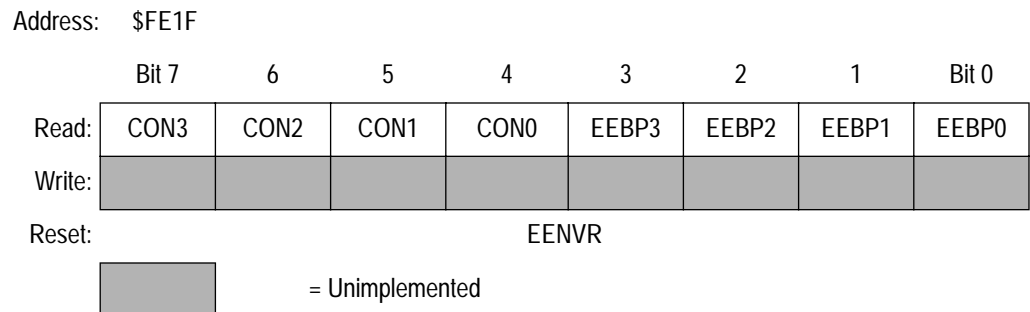 Address: $FE1F
Bit 7 6 5 4 3 2 1 Bit 0
Read: CON3 CON2 CON1 CON0 EEBP3 EEBP2 EEBP1 EEBP0
Write:
Reset: EENVR
= Unimplemented